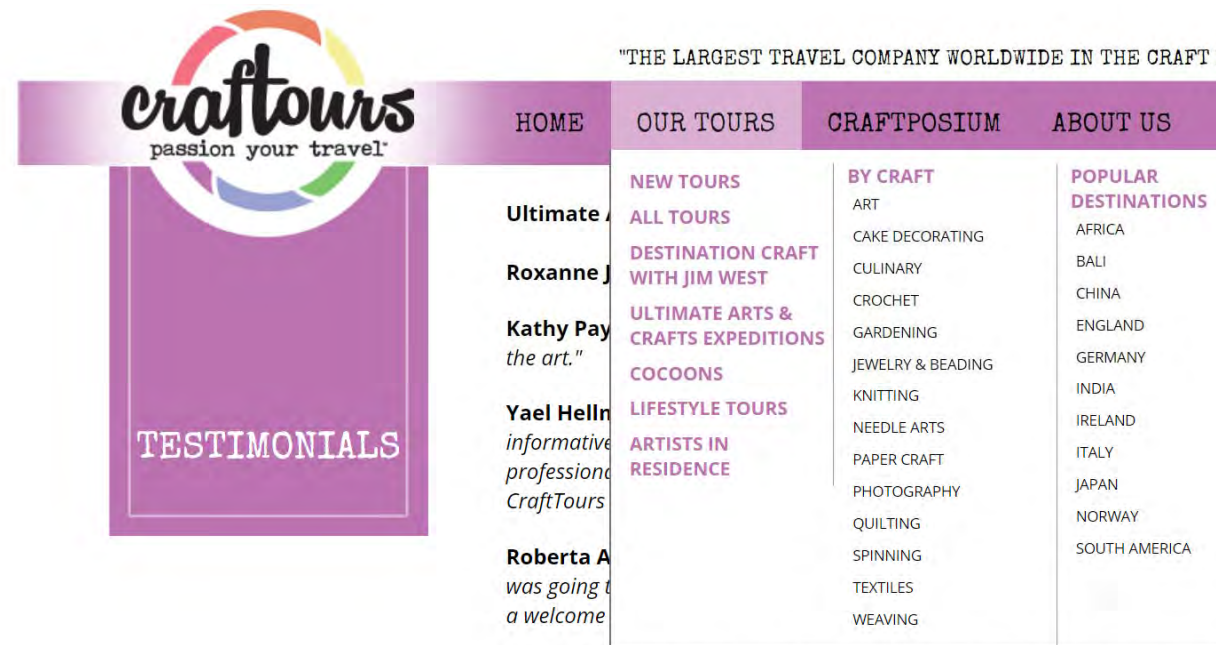 craftours
passion your travel
"THE LARGEST TRAVEL COMPANY WORLDWIDE IN THE CRAFT
HOME
OUR TOURS
CRAFTPOSIUM
ABOUT US
TESTIMONIALS
Ultimate
Roxanne
Kathy Pay
the art."
Yael Helln
informative
CraftTours
Roberta A
was going
a welcome
NEW TOURS
ALL TOURS
DESTINATION CRAFT
WITH JIM WEST
ULTIMATE ARTS &
CRAFTS EXPEDITIONS
COCOONS
LIFESTYLE TOURS
ARTISTS IN
RESIDENCE
BY CRAFT
ART
CAKE DECORATING
CULINARY
CROCHET
GARDENING
JEWELRY & BEADING
KNITTING
NEEDLE ARTS
PAPER CRAFT
PHOTOGRAPHY
QUILTING
SPINNING
TEXTILES
WEAVING
POPULAR
DESTINATIONS
AFRICA
BALI
CHINA
ENGLAND
GERMANY
INDIA
IRELAND
ITALY
JAPAN
NORWAY
SOUTH AMERICA